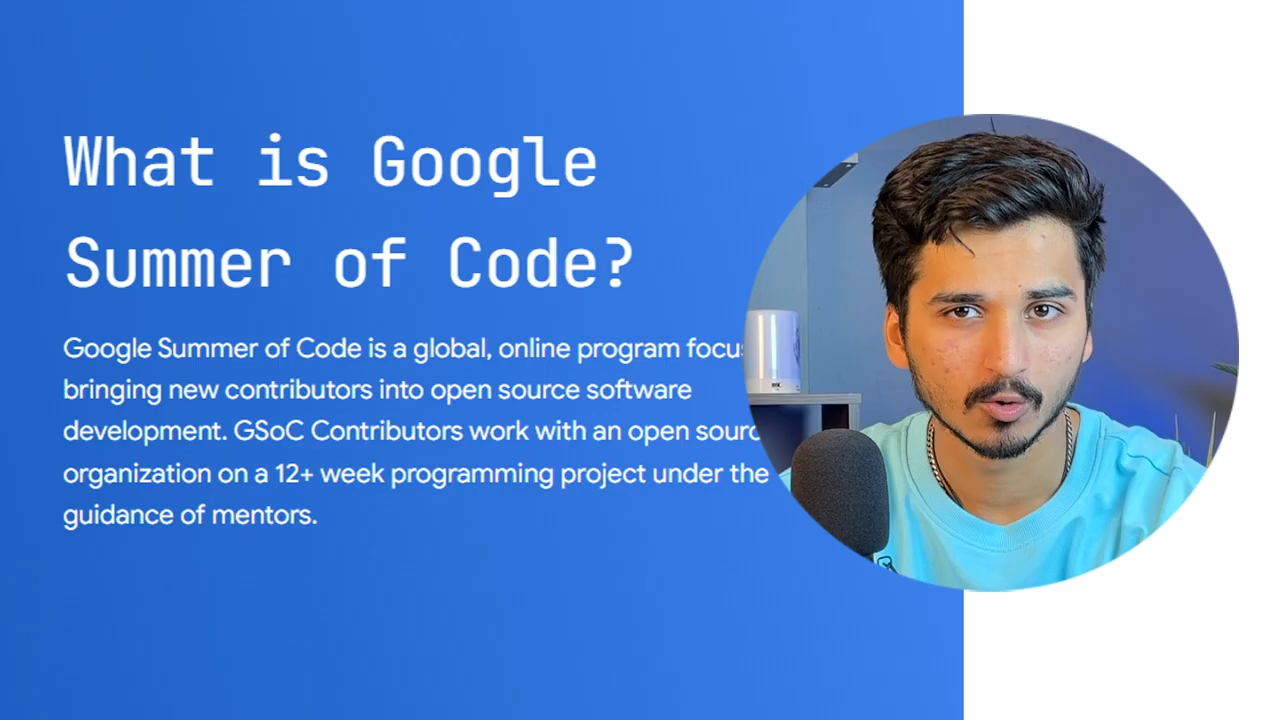 What is Google
Summer of Code?
Google Summer of Code is a global, online program
bringing new contributors into open source software
development. GSoC Contributors work with an open
organization on a 12+ week programming project under the
guidance of mentors.